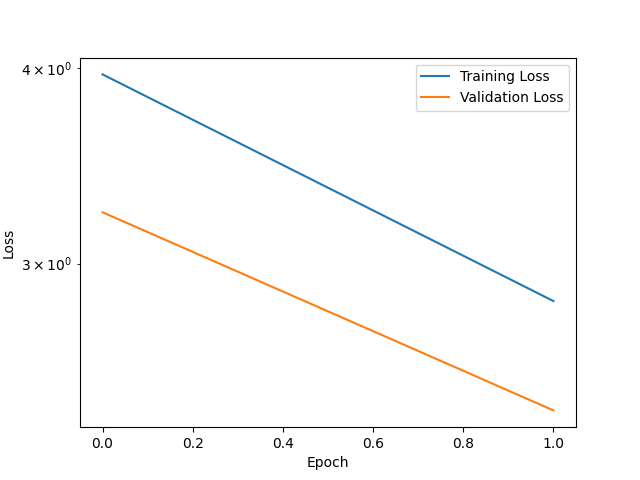 4 × 10⁰
3 × 10⁰
Loss
Training Loss
Validation Loss
0.0 0.2 0.4 0.6 0.8 1.0
Epoch